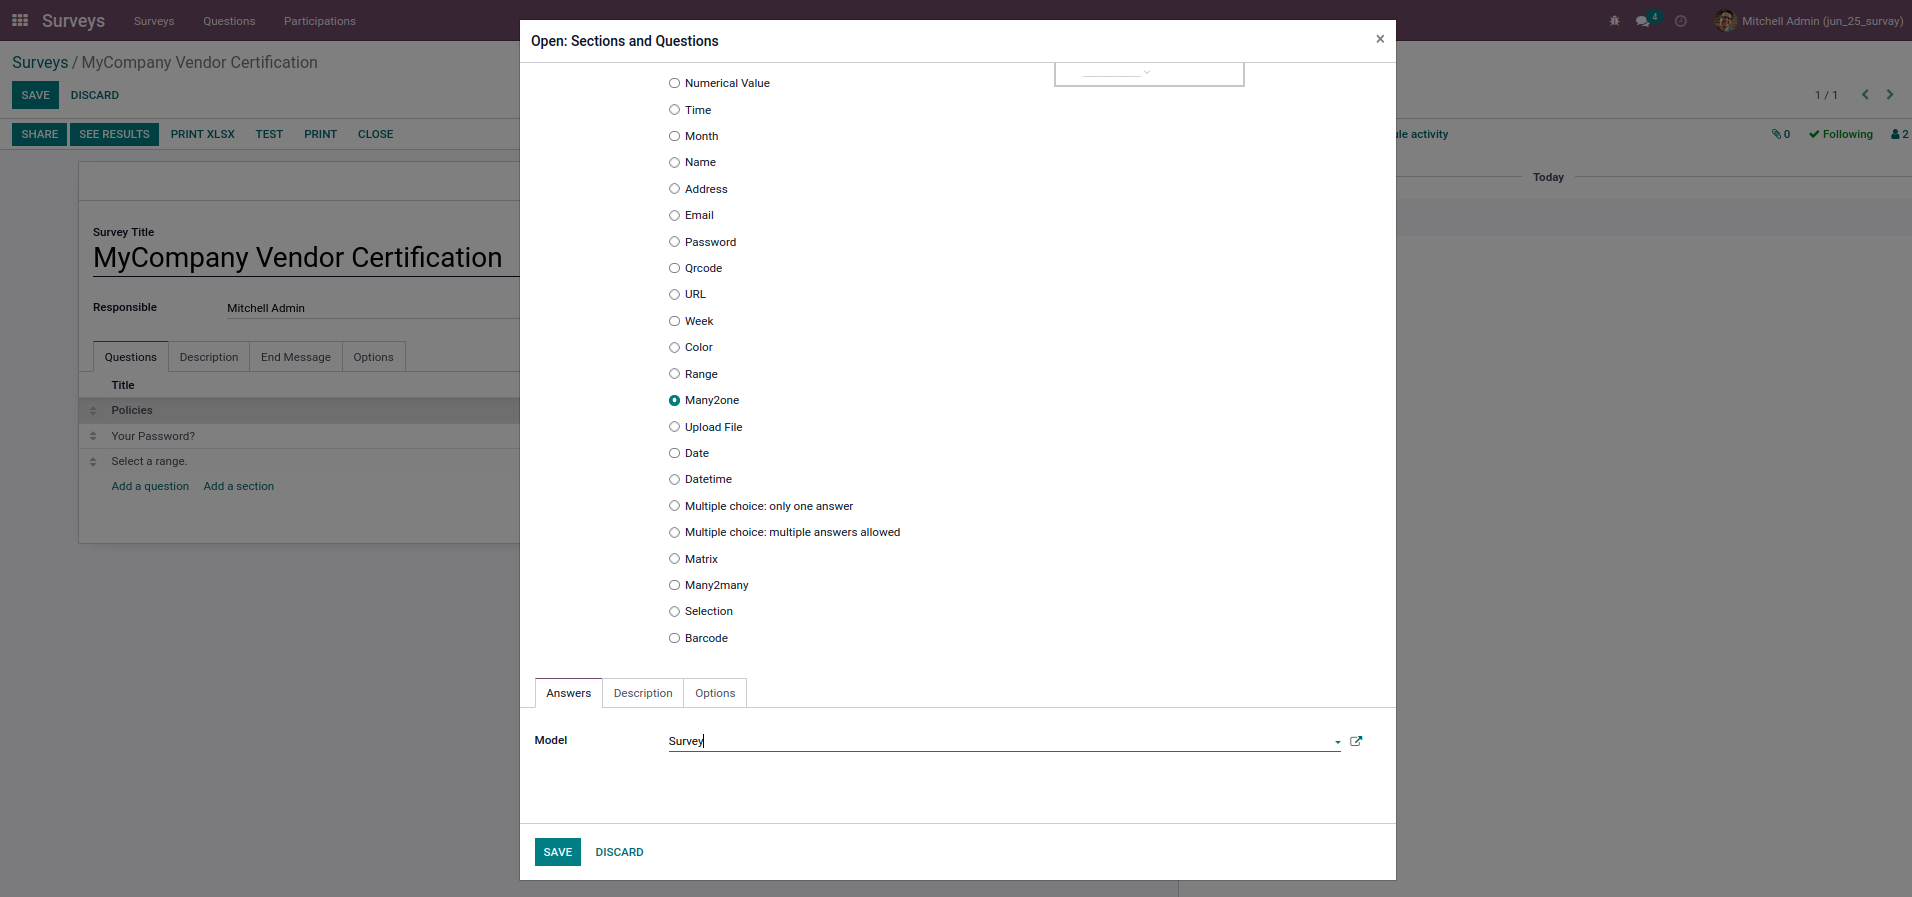 Surveys Surveys Questions Participations 4 Mitchell Admin (jun_25_survay)
Surveys / MyCompany Vendor Certification
SAVE DISCARD 1 / 1
SHARE SEE RESULTS PRINT XLSX TEST PRINT CLOSE
le activity 0 Following 2
Today
Survey Title
MyCompany Vendor Certification
Responsible Mitchell Admin
Questions Description End Message Options
Title
Policies
Your Password?
Select a range.
Add a question Add a section
Open: Sections and Questions ×
Numerical Value
Time
Month
Name
Address
Email
Password
Qrcode
URL
Week
Color
Range
Many2one
Upload File
Date
Datetime
Multiple choice: only one answer
Multiple choice: multiple answers allowed
Matrix
Many2many
Selection
Barcode
Answers Description Options
Model Survey
SAVE DISCARD